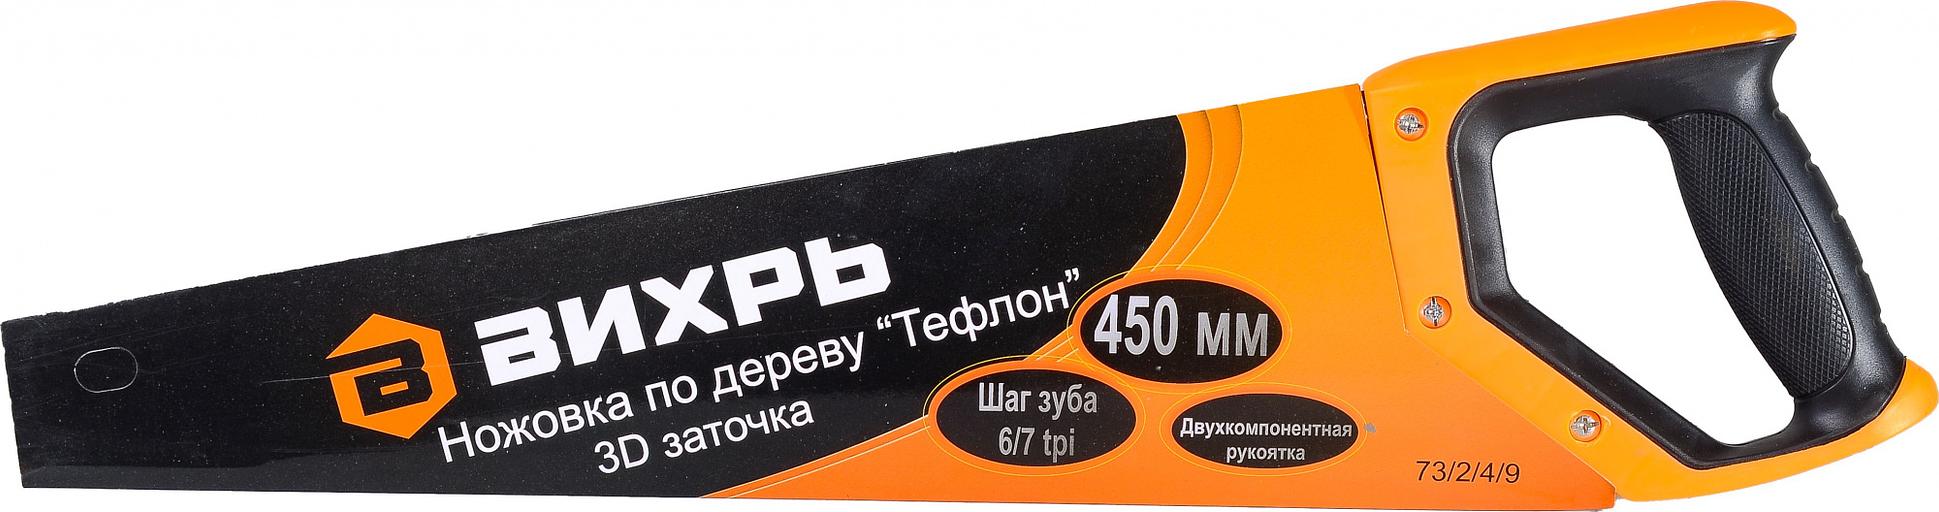 ВИХРЬ
Ножовка по дереву “Тефлон”
3D заточка
450 мм
Шаг зуба
6/7 tpi
Двухкомпонентная
рукоятка
73/2/4/9